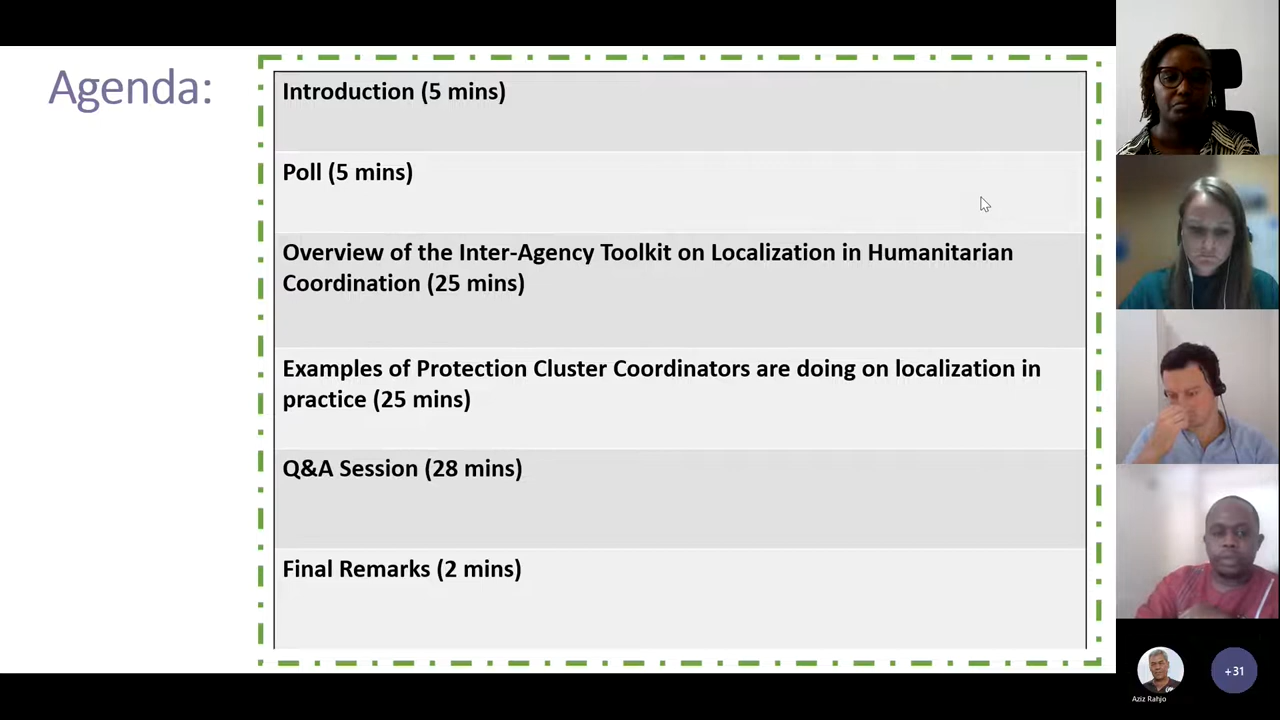 Agenda:
Introduction (5 mins)
Poll (5 mins)
Overview of the Inter-Agency Toolkit on Localization in Humanitarian
Coordination (25 mins)
Examples of Protection Cluster Coordinators are doing on localization in
practice (25 mins)
Q&A Session (28 mins)
Final Remarks (2 mins)
Aziz Rahjo
+31